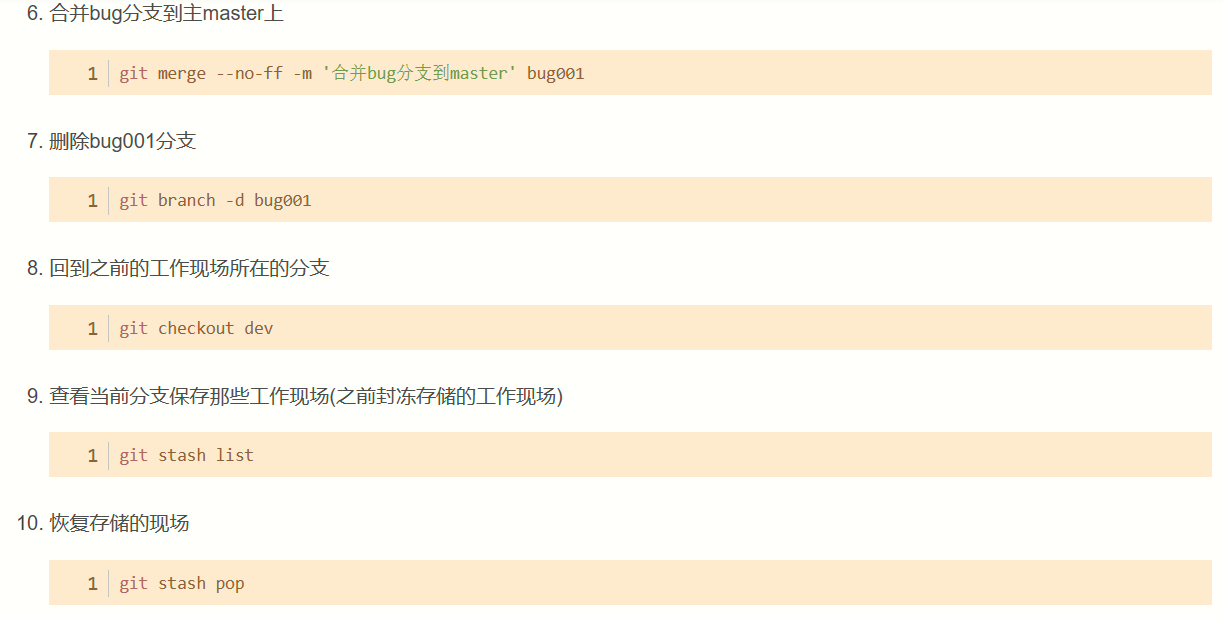 6. 合并bug分支到主master上
1 git merge --no-ff -m '合并bug分支到master' bug001
7. 删除bug001分支
1 git branch -d bug001
8. 回到之前的工作现场所在的分支
1 git checkout dev
9. 查看当前分支保存那些工作现场(之前封冻存储的工作现场)
1 git stash list
10. 恢复存储的现场
1 git stash pop